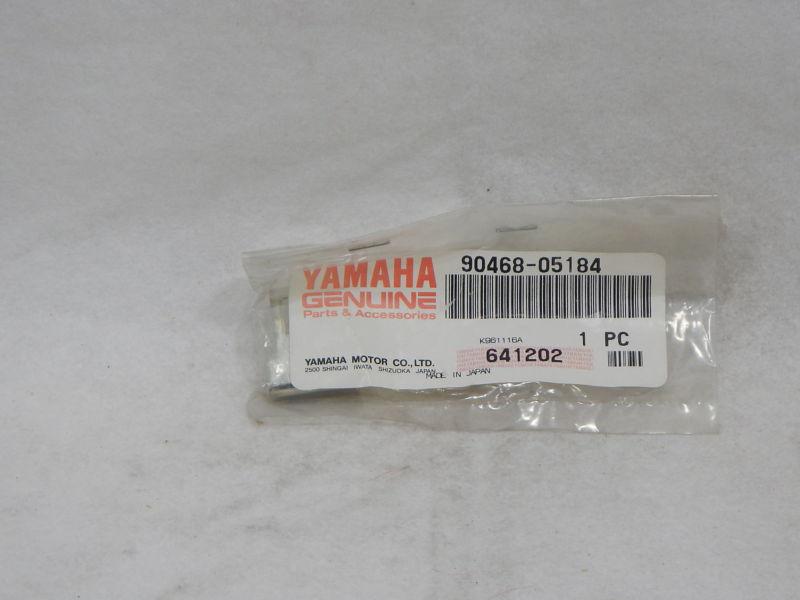 YAMAHA
GENUINE
Parts & Accessories
90468-05184
K961116A
1 PC
641202
YAMAHA MOTOR CO., LTD.
2500 SHINGAI IWATA SHIZUOKA JAPAN
MADE IN JAPAN